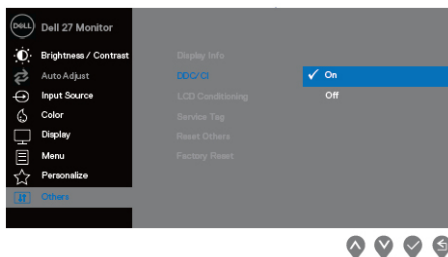 DELL
Dell 27 Monitor
Brightness / Contrast
Auto Adjust
Input Source
Color
Display
Menu
Personalize
Others
Display Info
DDC/CI
LCD Conditioning
Service Tag
Reset Others
Factory Reset
On
Off